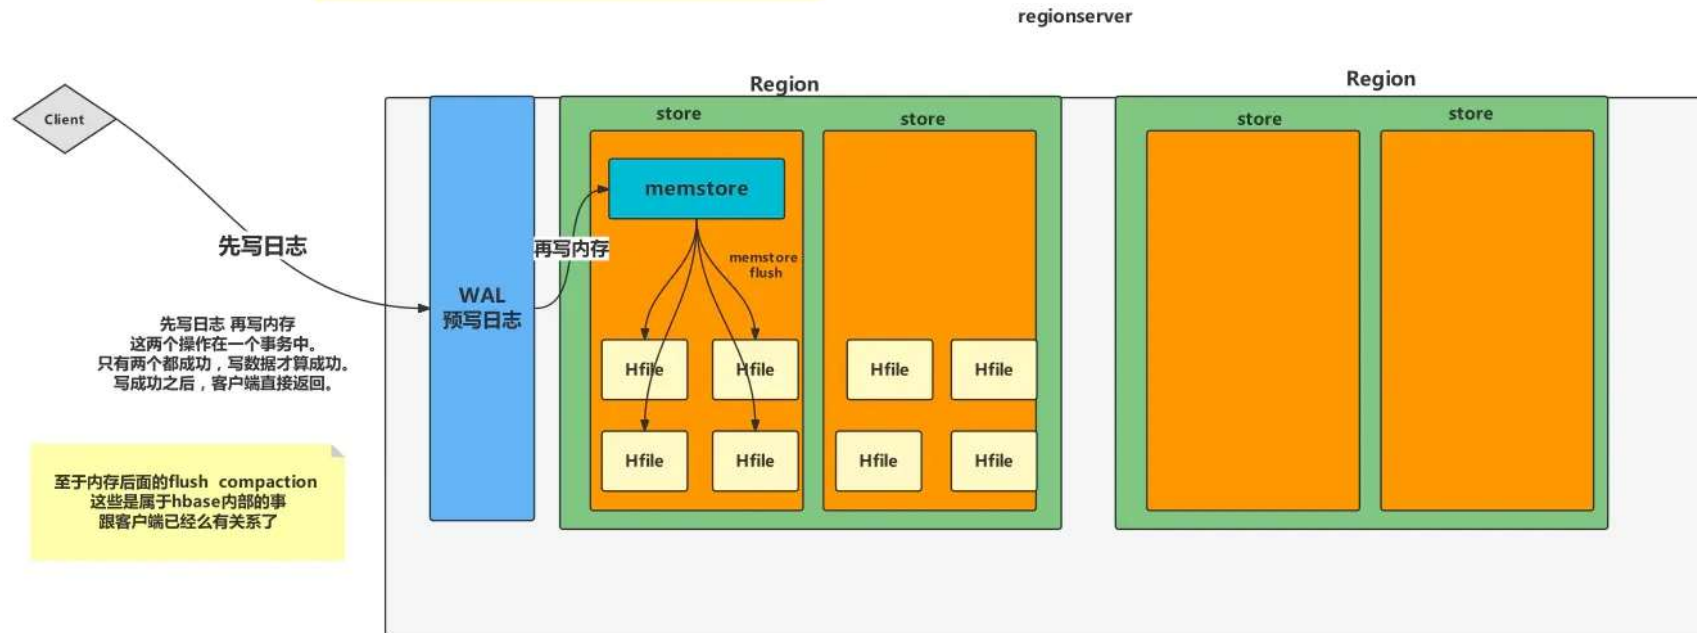 regionserver
Region
Region
store
store
store
store
Client
memstore
先写日志
再写内存
memstore
flush
WAL
预写日志
先写日志 再写内存
这两个操作在一个事务中。
只有两个都成功，写数据才算成功。
写成功之后，客户端直接返回。
Hfile
Hfile
Hfile
Hfile
Hfile
Hfile
Hfile
Hfile
至于内存后面的flush compaction
这些是属于hbase内部的事
跟客户端已经么有关系了